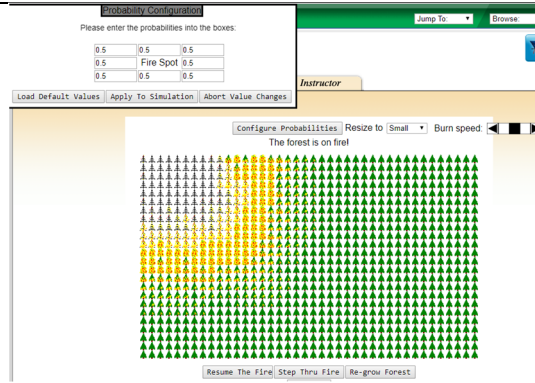 Probability Configuration
Please enter the probabilities into the boxes:
0.5 0.5 0.5
0.5 Fire Spot 0.5
0.5 0.5 0.5
Load Default Values Apply To Simulation Abort Value Changes
Jump To: Browse:
Instructor
Configure Probabilities Resize to Small Burn speed:
The forest is on fire!
Resume The Fire Step Thru Fire Re-grow Forest